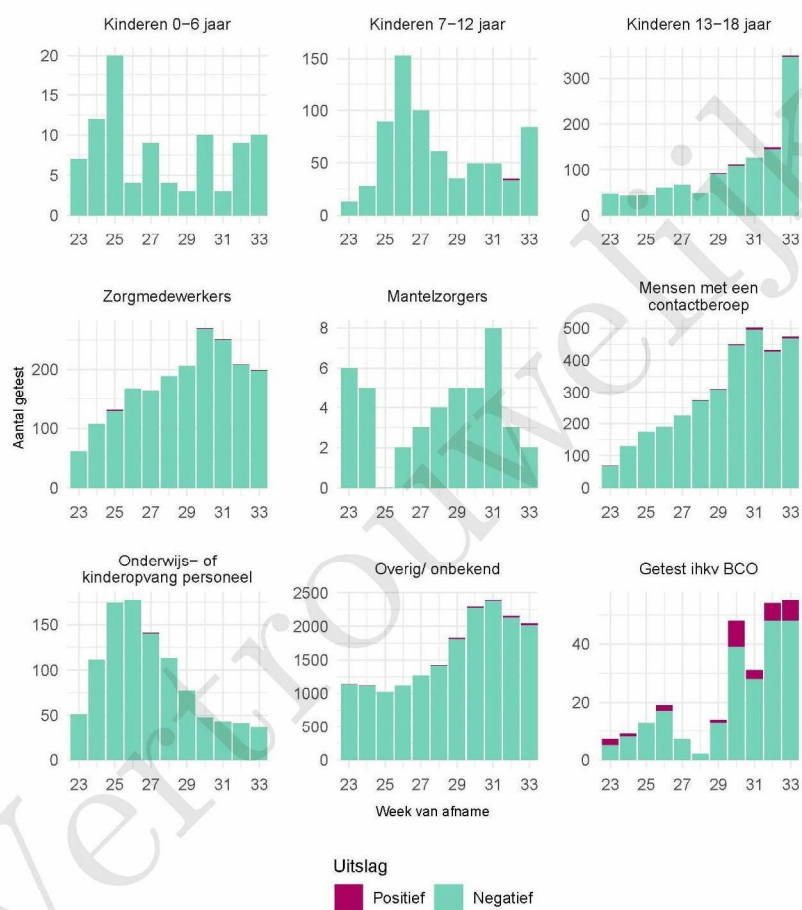 Kinderen 0−6 jaar
20
15
10
5
0
23 25 27 29 31 33
Kinderen 7−12 jaar
150
100
50
0
23 25 27 29 31 33
Kinderen 13−18 jaar
300
200
100
0
23 25 27 29 31 33
Aantal getest
Zorgmedewerkers
200
100
0
23 25 27 29 31 33
Mantelzorgers
8
6
4
2
0
23 25 27 29 31 33
Mensen met een
contactberoep
500
400
300
200
100
0
23 25 27 29 31 33
Onderwijs− of
kinderopvang personeel
150
100
50
0
23 25 27 29 31 33
Overig/ onbekend
2500
2000
1500
1000
500
0
23 25 27 29 31 33
Getest ihkv BCO
40
20
0
23 25 27 29 31 33
Week van afname
Uitslag
Positief Negatief
Vertrouwelijk